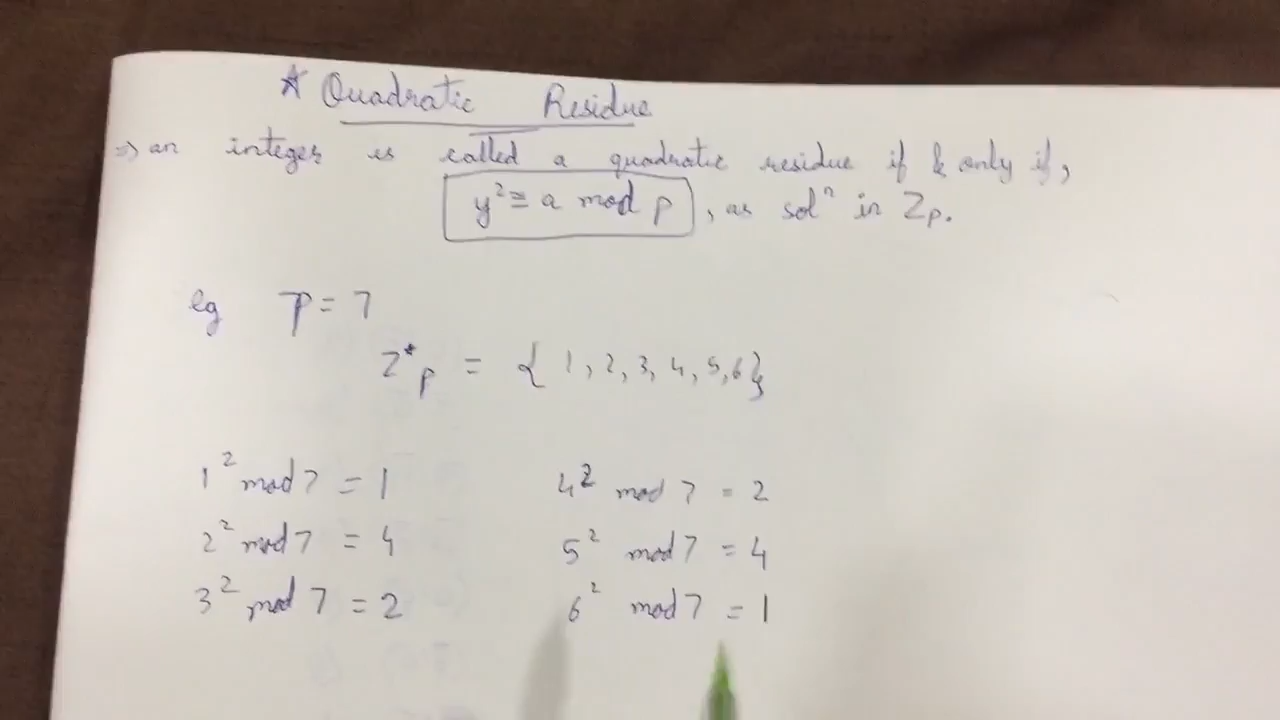 * Quadratic Residue
⇒ an integer is called a quadratic residue if & only if,
y² ≅ a mod p , as solⁿ in Zp.
eg p = 7
Z*p = { 1, 2, 3, 4, 5, 6 }
1² mod 7 = 1
2² mod 7 = 4
3² mod 7 = 2
4² mod 7 = 2
5² mod 7 = 4
6² mod 7 = 1